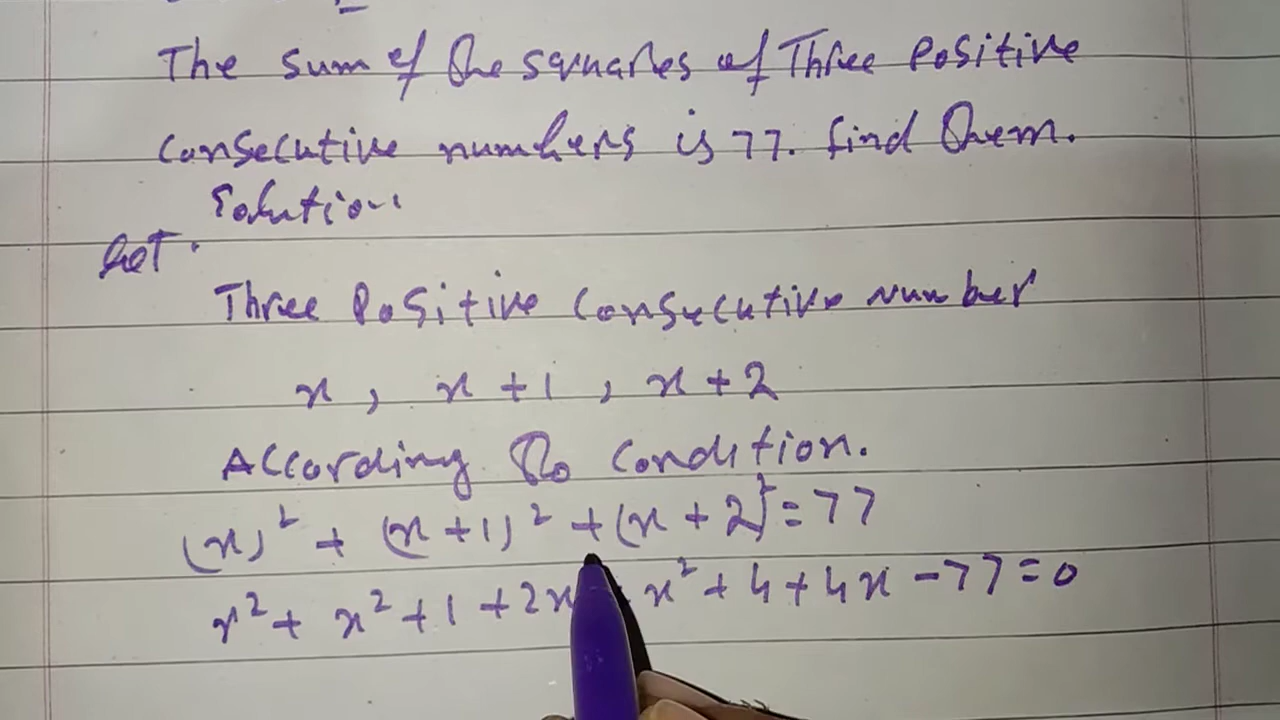 The sum of the squares of Three Positive
consecutive numbers is 77. find them.
Solution:
Let.
Three Positive Consecutive Number
x , x + 1 , x + 2
According To Condition.
(x)² + (x + 1)² + (x + 2)² = 77
x² + x² + 1 + 2x x² + 4 + 4x - 77 = 0